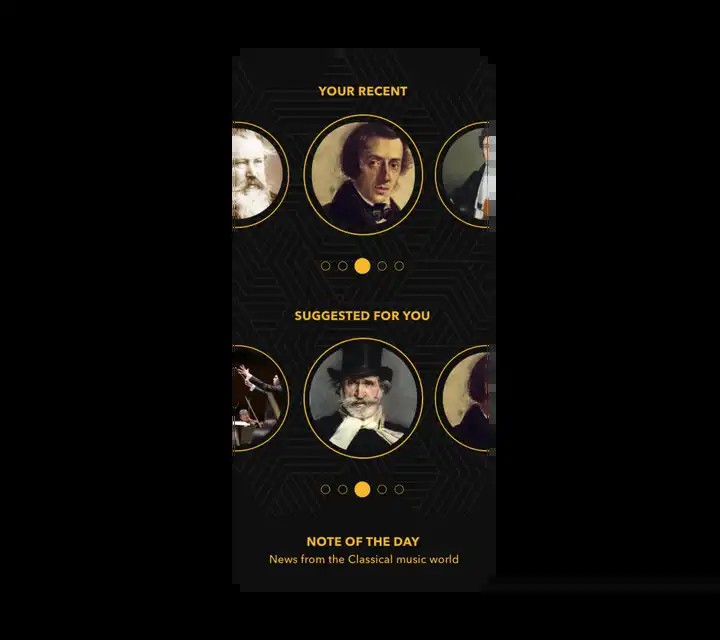 YOUR RECENT
SUGGESTED FOR YOU
NOTE OF THE DAY
News from the Classical music world